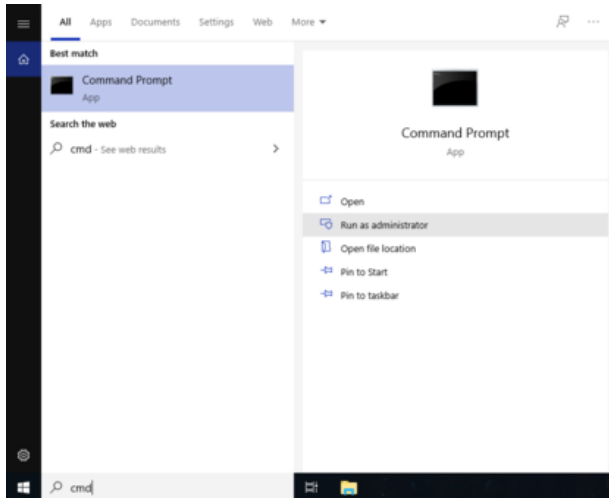 All Apps Documents Settings Web More
Best match
Command Prompt
App
Search the web
cmd - See web results
Command Prompt
App
Open
Run as administrator
Open file location
Pin to Start
Pin to taskbar
cmd